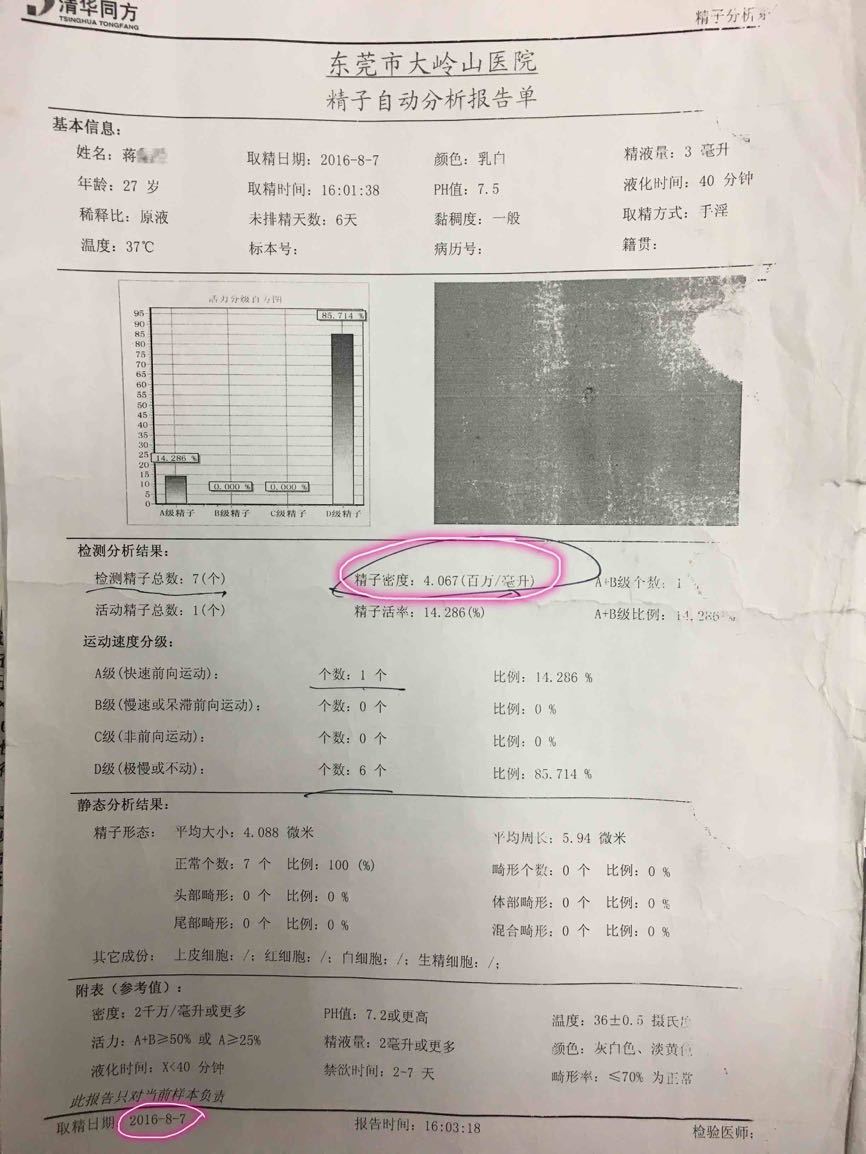 清华同方
TSINGHUA TONGFANG
精子分析系
东莞市大岭山医院
精子自动分析报告单
基本信息：
姓名：蒋 取精日期：2016-8-7 颜色：乳白 精液量：3 毫升
年龄：27 岁 取精时间：16:01:38 PH值：7.5 液化时间：40 分钟
稀释比：原液 未排精天数：6天 黏稠度：一般 取精方式：手淫
温度：37℃ 标本号： 病历号： 籍贯：
活力分级百方图
95
90
85
80
75
70
65
60
55
50
45
40
35
30
25
20
15
10
5
0
14.286 % 0.000 % 0.000 % 85.714 %
A级精子 B级精子 C级精子 D级精子
检测分析结果：
检测精子总数：7(个) 精子密度：4.067(百万/毫升) A+B级个数：1
活动精子总数：1(个) 精子活率：14.286(%) A+B级比例：14.286
运动速度分级：
A级(快速前向运动)： 个数：1 个 比例：14.286 %
B级(慢速或呆滞前向运动)： 个数：0 个 比例：0 %
C级(非前向运动)： 个数：0 个 比例：0 %
D级(极慢或不动)： 个数：6 个 比例：85.714 %
静态分析结果：
精子形态： 平均大小：4.088 微米 平均周长：5.94 微米
正常个数：7 个 比例：100 (%) 畸形个数：0 个 比例：0 %
头部畸形：0 个 比例：0 % 体部畸形：0 个 比例：0 %
尾部畸形：0 个 比例：0 % 混合畸形：0 个 比例：0 %
其它成份： 上皮细胞：/；红细胞：/；白细胞：/；生精细胞：/；
附表（参考值）：
密度：2千万/毫升或更多 PH值：7.2或更高 温度：36±0.5 摄氏度
活力：A+B≥50% 或 A≥25% 精液量：2毫升或更多 颜色：灰白色、淡黄色
液化时间：X<40 分钟 禁欲时间：2-7 天 畸形率：≤70% 为正常
此报告只对当前样本负责
取精日期：2016-8-7 报告时间：16:03:18 检验医师：